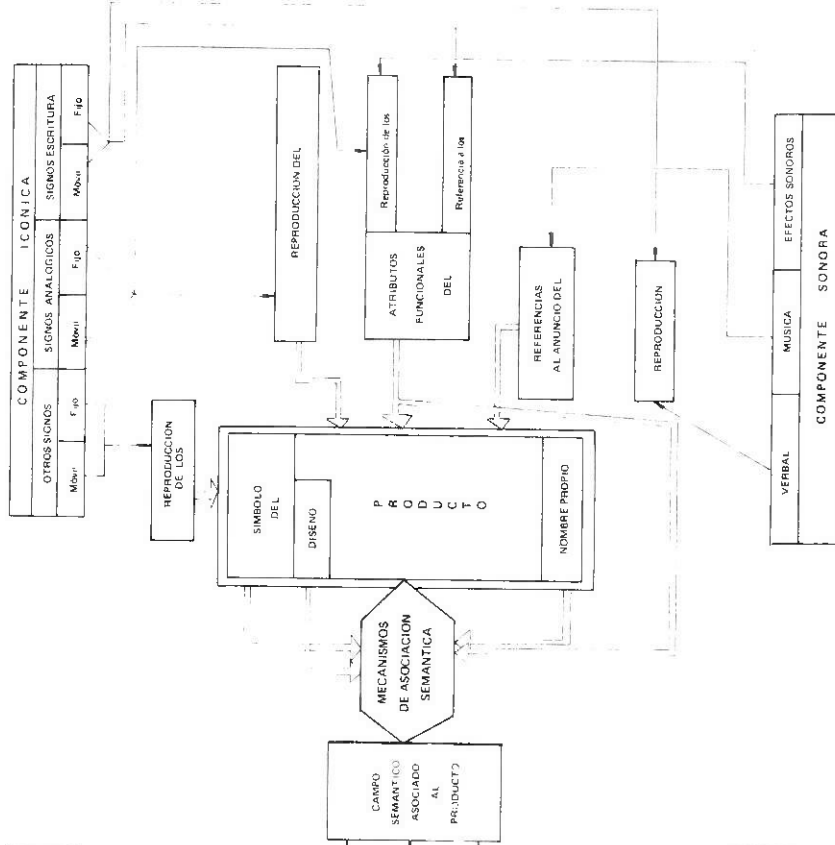 COMPONENTE ICONICA
OTROS SIGNOS
SIGNOS ANALOGICOS
SIGNOS ESCRITURA
Móvil
Fijo
Móvil
Fijo
Móvil
Fijo
REPRODUCCION
DE LOS
REPRODUCCION DEL
SIMBOLO
DEL
DISEÑO
PRODUCTO
NOMBRE PROPIO
ATRIBUTOS
FUNCIONALES
DEL
Reproducción de los
Referencia a los
REFERENCIAS
AL ANUNCIO DEL
REPRODUCCION
MECANISMOS
DE ASOCIACION
SEMANTICA
CAMPO
SEMANTICO
ASOCIADO
AL
PRODUCTO
VERBAL
MUSICA
EFECTOS SONOROS
COMPONENTE SONORA